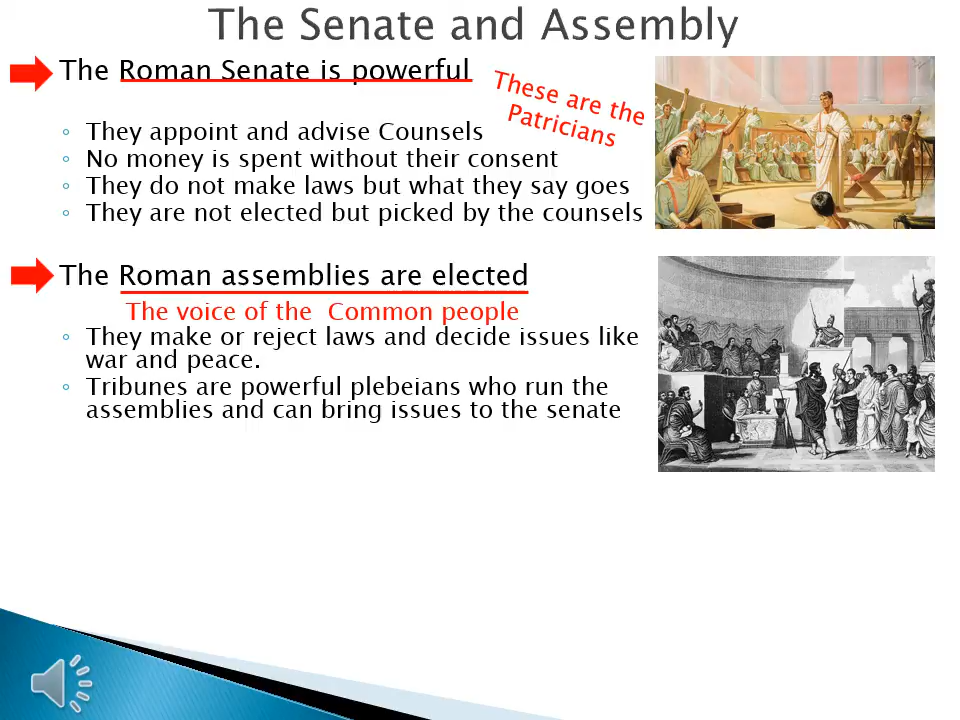 The Senate and Assembly
The Roman Senate is powerful
These are the
Patricians
◦ They appoint and advise Counsels
◦ No money is spent without their consent
◦ They do not make laws but what they say goes
◦ They are not elected but picked by the counsels
The Roman assemblies are elected
The voice of the  Common people
◦ They make or reject laws and decide issues like
war and peace.
◦ Tribunes are powerful plebeians who run the
assemblies and can bring issues to the senate